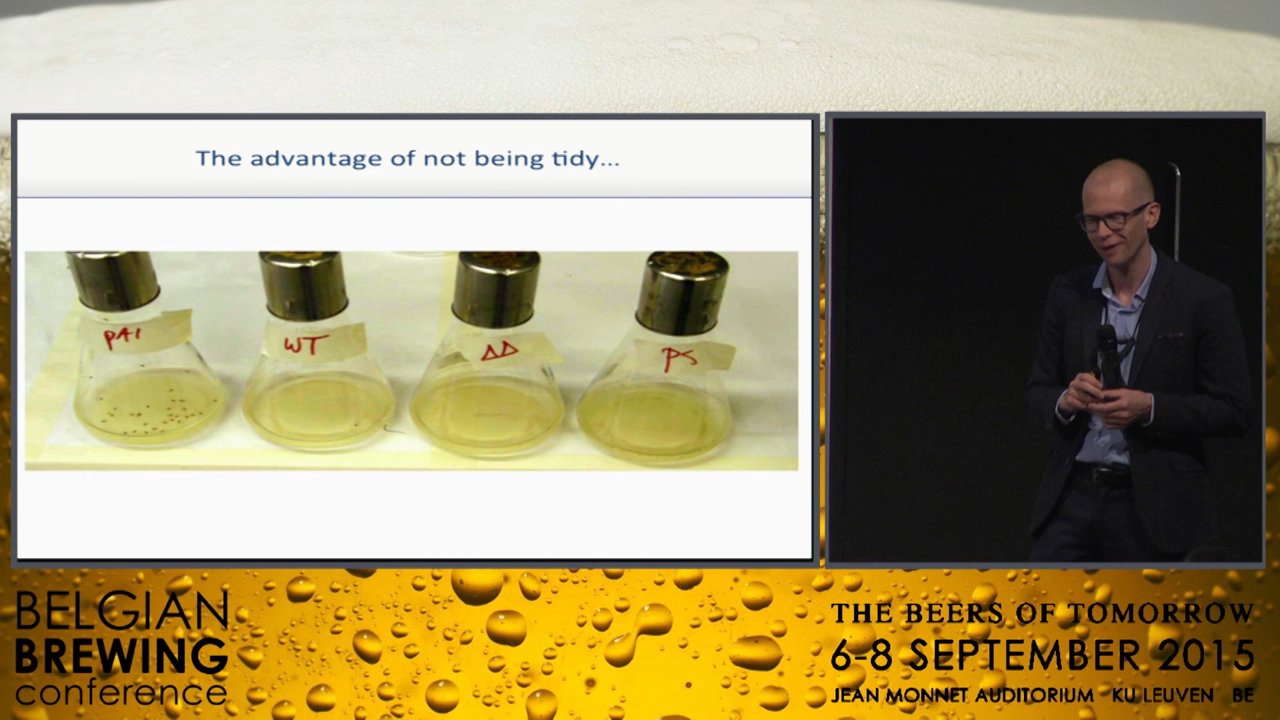 The advantage of not being tidy...
PA1
WT
ΔΔ
PS
BELGIAN
BREWING
conference
THE BEERS OF TOMORROW
6-8 SEPTEMBER 2015
JEAN MONNET AUDITORIUM KU LEUVEN BE